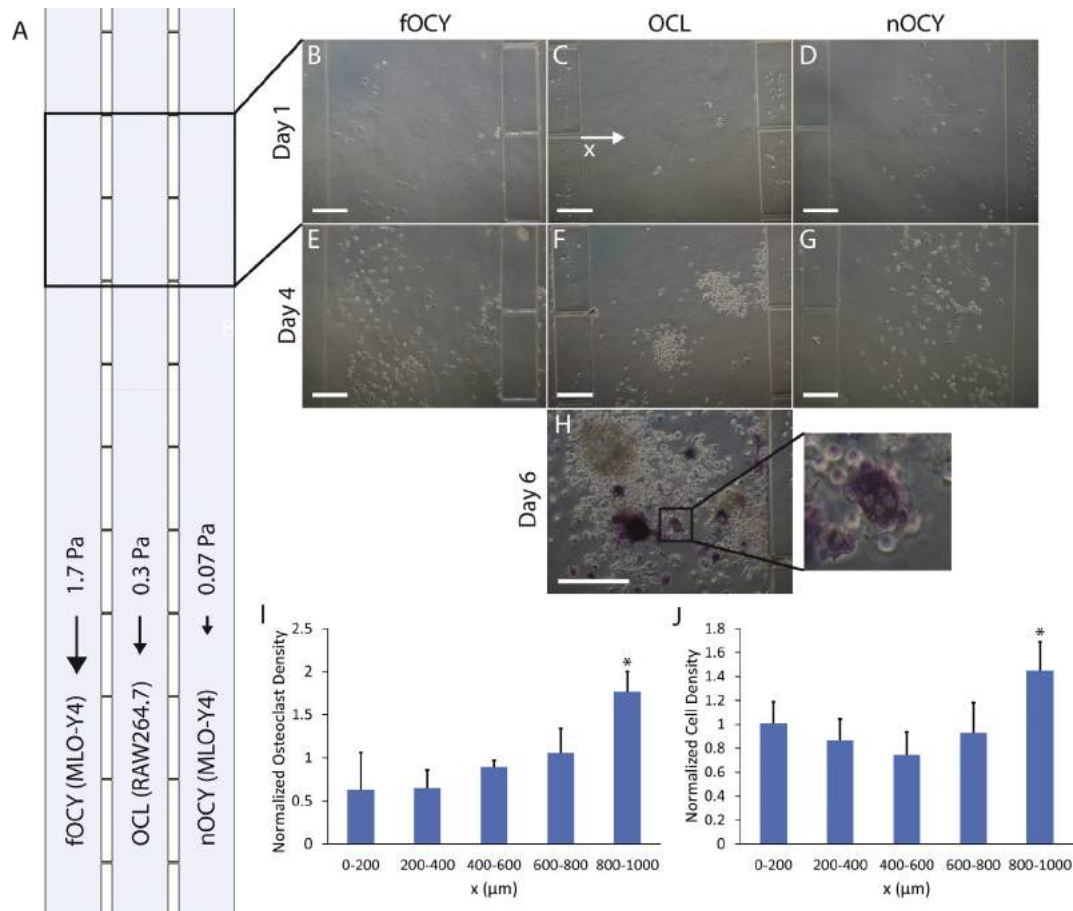 A
fOCY
OCL
nOCY
Day 1
B
C
x
D
Day 4
E
F
G
Day 6
H
1.7 Pa
0.3 Pa
0.07 Pa
fOCY (MLO-Y4)
OCL (RAW264.7)
nOCY (MLO-Y4)
I
Normalized Osteoclast Density
2.5
2
1.5
1
0.5
0
*
0-200
200-400
400-600
600-800
800-1000
x (µm)
J
Normalized Cell Density
1.8
1.6
1.4
1.2
1
0.8
0.6
0.4
0.2
0
*
0-200
200-400
400-600
600-800
800-1000
x (µm)